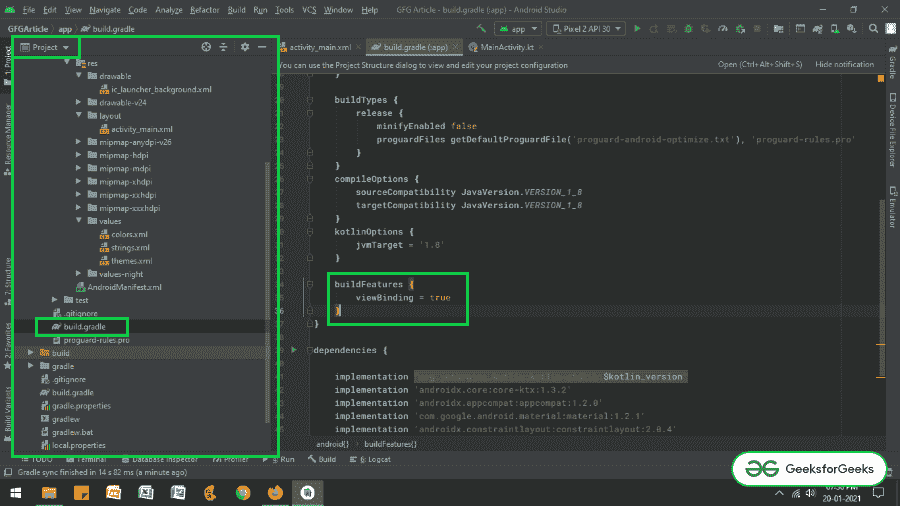 File Edit View Navigate Code Analyze Refactor Build Run Tools VCS Window Help GFG Article - Android Studio
GFGArticle app build.gradle
app Pixel 2 API 30
Project
activity_main.xml build.gradle (:app) MainActivity.kt
You can use the Project Structure dialog to view and edit your project configuration Open (Ctrl+Alt+Shift+S) Hide notification
res
drawable
ic_launcher_background.xml
drawable-v24
layout
activity_main.xml
mipmap-anydpi-v26
mipmap-hdpi
mipmap-mdpi
mipmap-xhdpi
mipmap-xxhdpi
mipmap-xxxhdpi
values
colors.xml
strings.xml
themes.xml
values-night
AndroidManifest.xml
test
.gitignore
build.gradle
proguard-rules.pro
build
gradle
.gitignore
build.gradle
gradle.properties
gradlew
gradlew.bat
local.properties
}
buildTypes {
release {
minifyEnabled false
proguardFiles getDefaultProguardFile('proguard-android-optimize.txt'), 'proguard-rules.pro'
}
}
compileOptions {
sourceCompatibility JavaVersion.VERSION_1_8
targetCompatibility JavaVersion.VERSION_1_8
}
kotlinOptions {
jvmTarget = '1.8'
}
buildFeatures {
viewBinding = true
}
}
dependencies {
implementation $kotlin_version
implementation 'androidx.core:core-ktx:1.3.2'
implementation 'androidx.appcompat:appcompat:1.2.0'
implementation 'com.google.android.material:material:1.2.1'
implementation 'androidx.constraintlayout:constraintlayout:2.0.4'
android{} buildFeatures{}
1: Project
Resource Manager
Z: Structure
2: Favorites
Build Variants
Gradle
Device File Explorer
Emulator
TODO Terminal Database Inspector Profiler Run Build 6: Logcat
Gradle sync finished in 14 s 82 ms (a minute ago)
GeeksforGeeks
20-01-2021